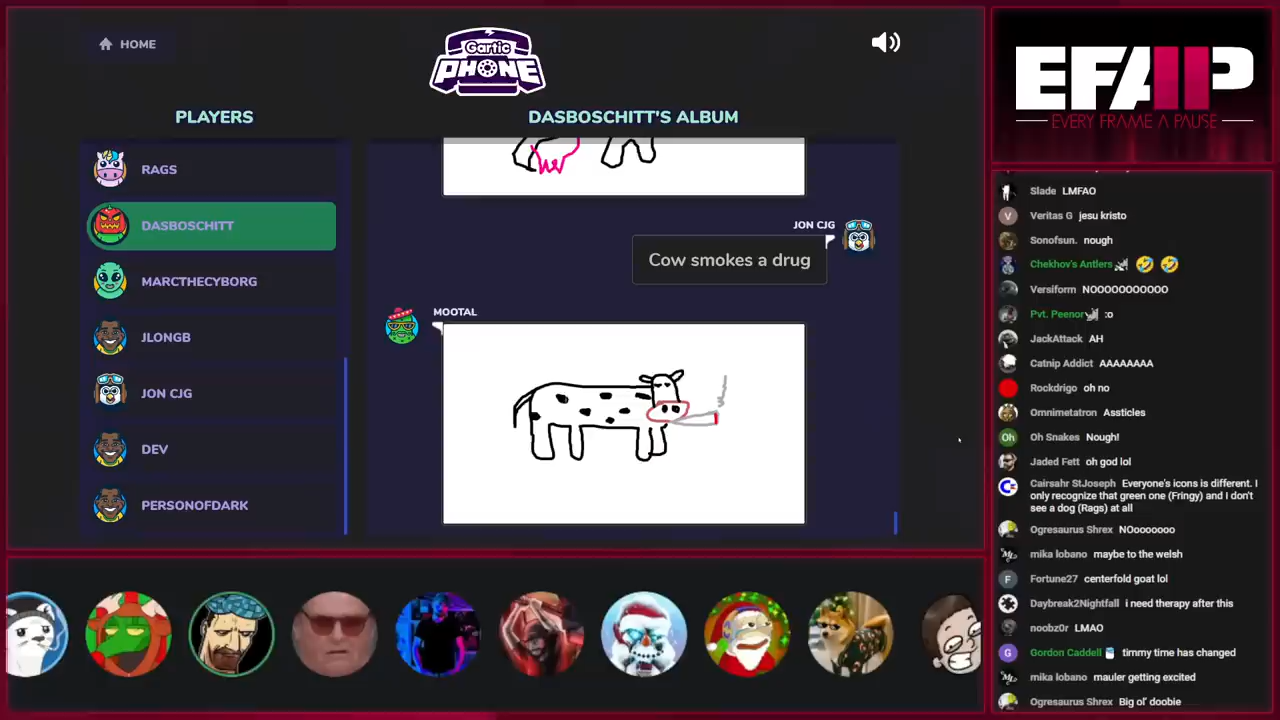 HOME
Gartic
PHONE
PLAYERS
RAGS
DASBOSCHITT
MARCTHECYBORG
JLONGB
JON CJG
DEV
PERSONOFDARK
DASBOSCHITT'S ALBUM
JON CJG
Cow smokes a drug
MOOTAL
EFAP
EVERY FRAME A PAUSE
Slade LMFAO
Veritas G jesu kristo
Sonofsun. nough
Chekhov's Antlers 🤣 🤣
Versiform NOOOOOOOOOO
Pvt. Peenor :o
JackAttack AH
Catnip Addict AAAAAAAA
Rockdrigo oh no
Omnimetatron Assticles
Oh Oh Snakes Nough!
Jaded Fett oh god lol
Cairsahr StJoseph Everyone's icons is different. I
only recognize that green one (Fringy) and I don't
see a dog (Rags) at all
Ogresaurus Shrex NOooooooo
mika lobano maybe to the welsh
F Fortune27 centerfold goat lol
Daybreak2Nightfall i need therapy after this
noobz0r LMAO
G Gordon Caddell timmy time has changed
mika lobano mauler getting excited
Ogresaurus Shrex Big ol' doobie